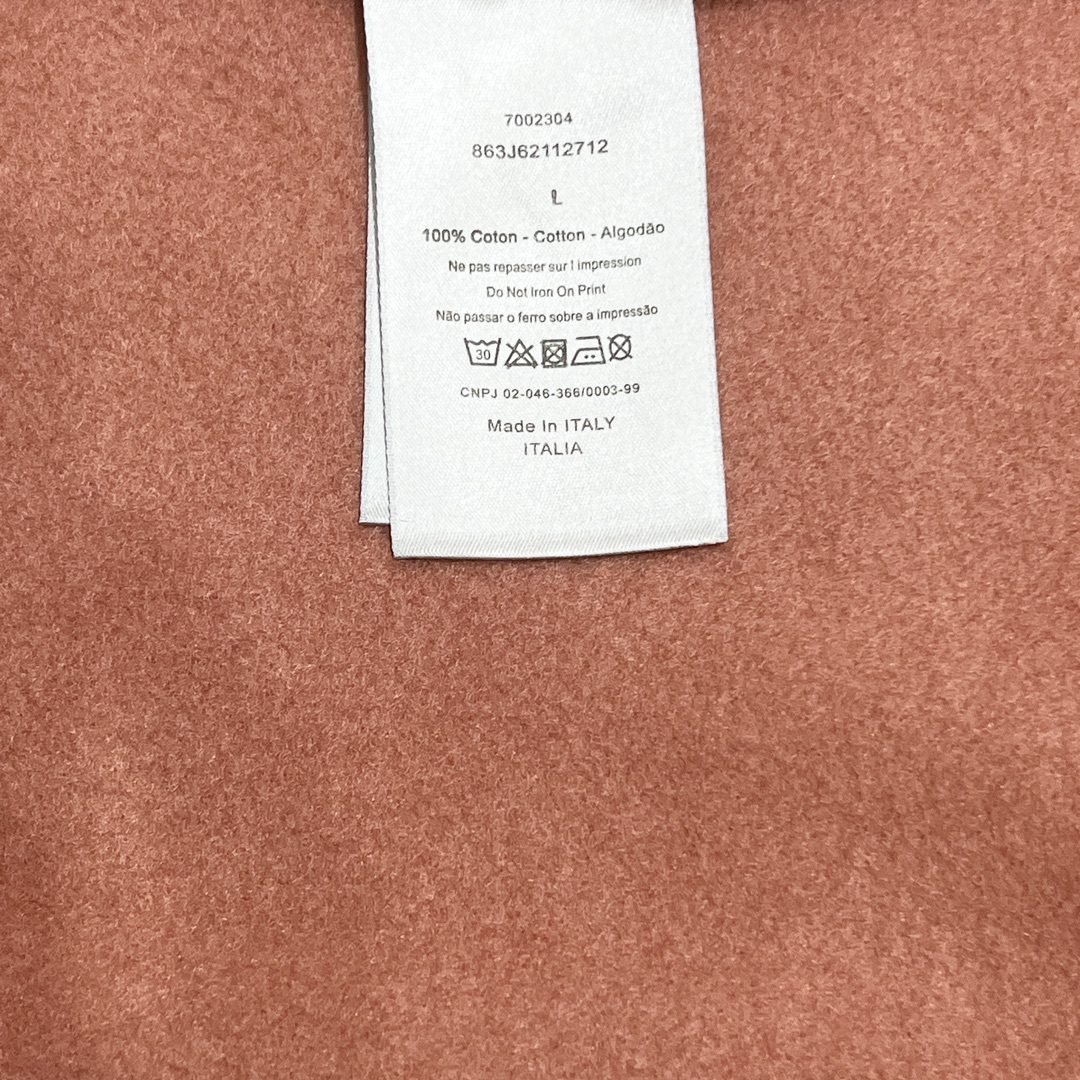 7002304
863J62112712
L
100% Coton - Cotton - Algodão
Ne pas repasser sur l impression
Do Not Iron On Print
Não passar o ferro sobre a impressão
30
CNPJ 02-046-366/0003-99
Made In ITALY
ITALIA